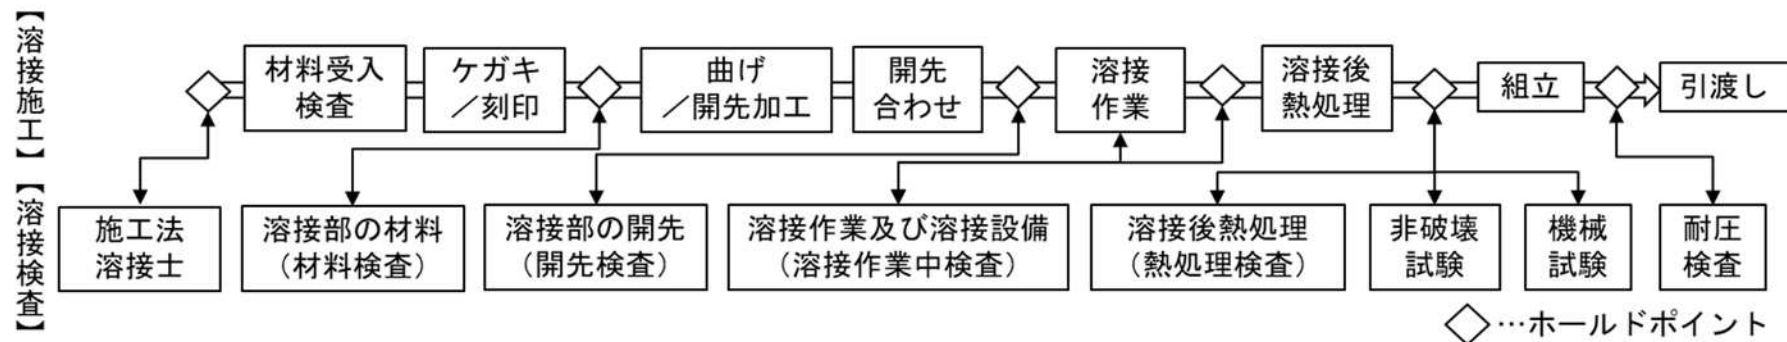 【溶接施工】
材料受入
検査
ケガキ
／刻印
曲げ
／開先加工
開先
合わせ
溶接
作業
溶接後
熱処理
組立
引渡し
【溶接検査】
施工法
溶接士
溶接部の材料
（材料検査）
溶接部の開先
（開先検査）
溶接作業及び溶接設備
（溶接作業中検査）
溶接後熱処理
（熱処理検査）
非破壊
試験
機械
試験
耐圧
検査
…ホールドポイント